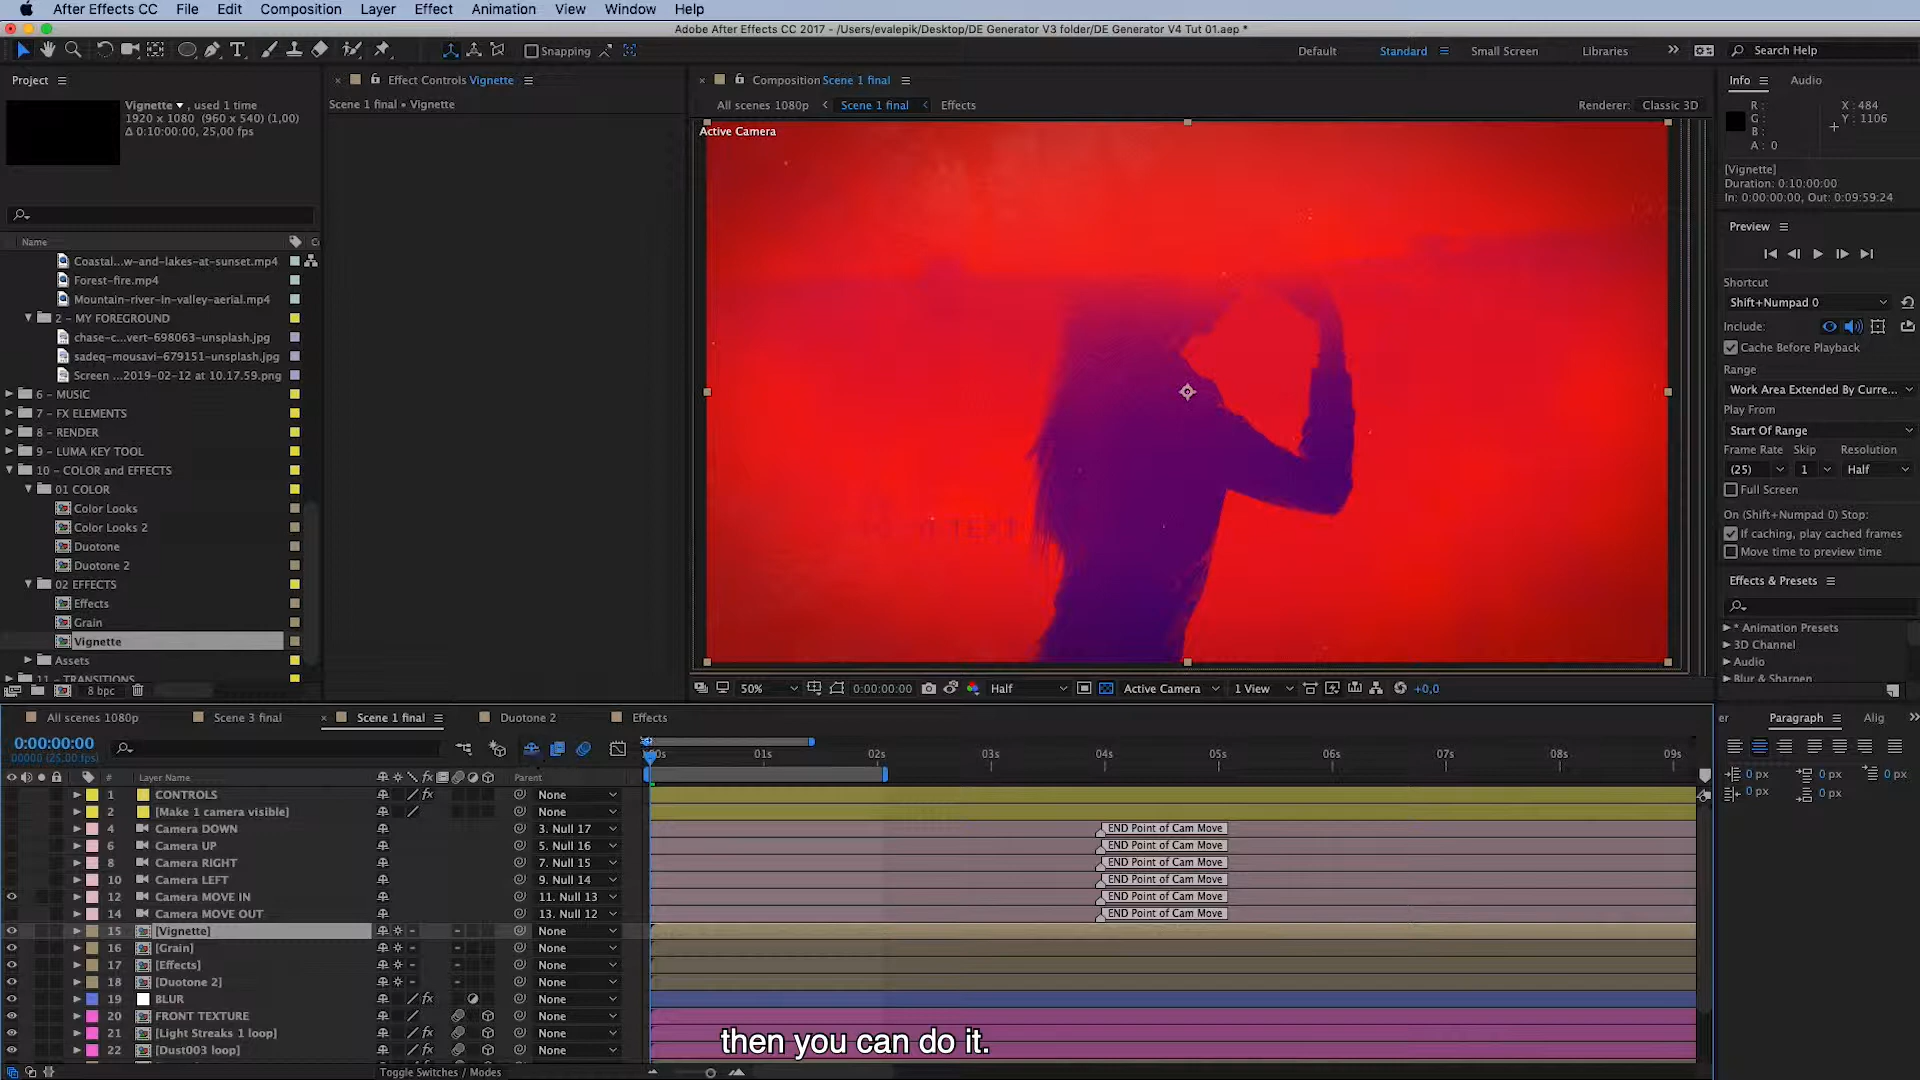 After Effects CC File Edit Composition Layer Effect Animation View Window Help
Adobe After Effects CC 2017 - /Users/evalepik/Desktop/DE Generator V3 folder/DE Generator V4 Tut 01.aep *
Snapping Default Standard Small Screen Libraries Search Help
Project Effect Controls Vignette Composition Scene 1 final Info Audio
Vignette , used 1 time
1920 x 1080 (960 x 540) (1,00)
Δ 0:10:00:00, 25,00 fps
Scene 1 final • Vignette
All scenes 1080p Scene 1 final Effects Renderer: Classic 3D
Active Camera
R: X : 484
G: Y : 1106
B:
A: 0
[Vignette]
Duration: 0:10:00:00
In: 0:00:00:00, Out: 0:09:59:24
Preview
Shortcut
Shift+Numpad 0
Include:
Cache Before Playback
Range
Work Area Extended By Curre...
Play From
Start Of Range
Frame Rate Skip Resolution
(25) 1 Half
Full Screen
On (Shift+Numpad 0) Stop:
If caching, play cached frames
Move time to preview time
Effects & Presets
* Animation Presets
3D Channel
Audio
Blur & Sharpen
Name
Coastal...w-and-lakes-at-sunset.mp4
Forest-fire.mp4
Mountain-river-in-valley-aerial.mp4
2 - MY FOREGROUND
chase-c...vert-698063-unsplash.jpg
sadeq-mousavi-679151-unsplash.jpg
Screen ...2019-02-12 at 10.17.59.png
6 - MUSIC
7 - FX ELEMENTS
8 - RENDER
9 - LUMA KEY TOOL
10 - COLOR and EFFECTS
01 COLOR
Color Looks
Color Looks 2
Duotone
Duotone 2
02 EFFECTS
Effects
Grain
Vignette
Assets
11 - TRANSITIONS
8 bpc
50% 0:00:00:00 Half Active Camera 1 View +0,0
All scenes 1080p Scene 3 final Scene 1 final Duotone 2 Effects
er Paragraph Alig
0:00:00:00
00000 (25.00 fps)
00s 01s 02s 03s 04s 05s 06s 07s 08s 09s
0 px 0 px 0 px
0 px 0 px
# Layer Name Parent
1 CONTROLS None
2 [Make 1 camera visible] None
4 Camera DOWN 3. Null 17 END Point of Cam Move
6 Camera UP 5. Null 16 END Point of Cam Move
8 Camera RIGHT 7. Null 15 END Point of Cam Move
10 Camera LEFT 9. Null 14 END Point of Cam Move
12 Camera MOVE IN 11. Null 13 END Point of Cam Move
14 Camera MOVE OUT 13. Null 12 END Point of Cam Move
15 [Vignette] None
16 [Grain] None
17 [Effects] None
18 [Duotone 2] None
19 BLUR None
20 FRONT TEXTURE None
21 [Light Streaks 1 loop] None
22 [Dust003 loop] None
then you can do it.
Toggle Switches / Modes